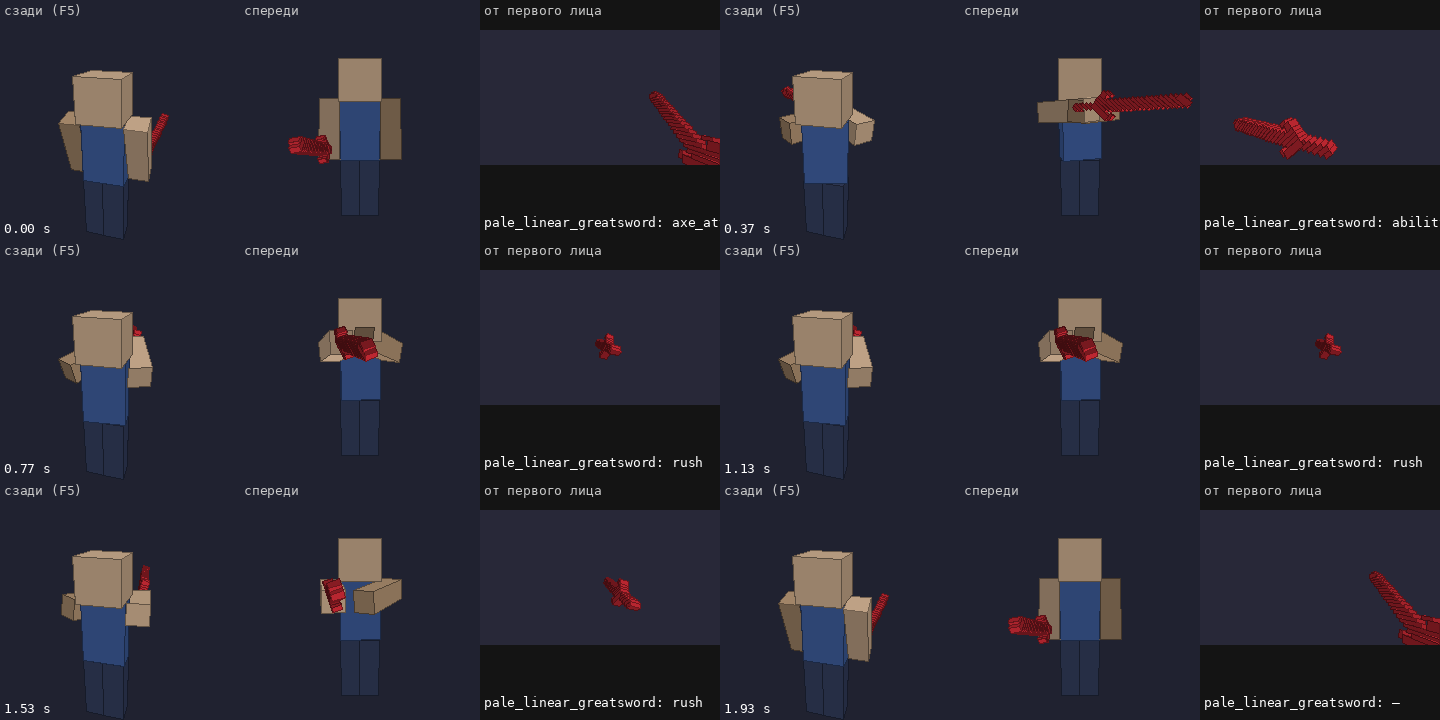 сзади (F5)
спереди
от первого лица
сзади (F5)
спереди
от первого лица
0.00 s
pale_linear_greatsword: axe_at
0.37 s
pale_linear_greatsword: abilit
сзади (F5)
спереди
от первого лица
сзади (F5)
спереди
от первого лица
0.77 s
pale_linear_greatsword: rush
1.13 s
pale_linear_greatsword: rush
сзади (F5)
спереди
от первого лица
сзади (F5)
спереди
от первого лица
1.53 s
pale_linear_greatsword: rush
1.93 s
pale_linear_greatsword: —